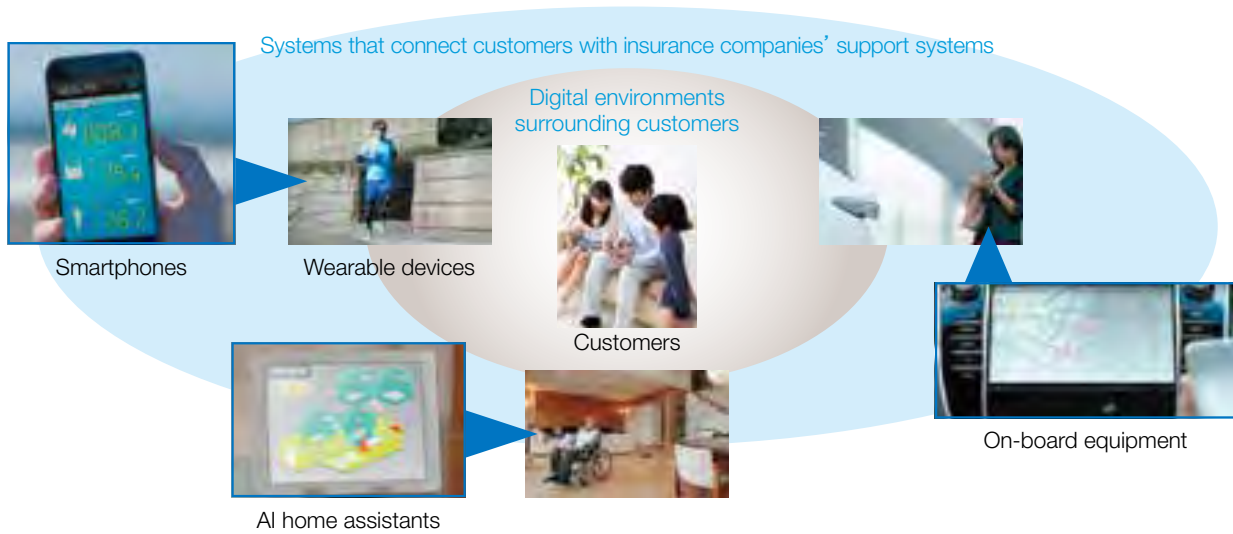 Systems that connect customers with insurance companies’ support systems
Digital environments
surrounding customers
Smartphones
Wearable devices
Customers
On-board equipment
AI home assistants